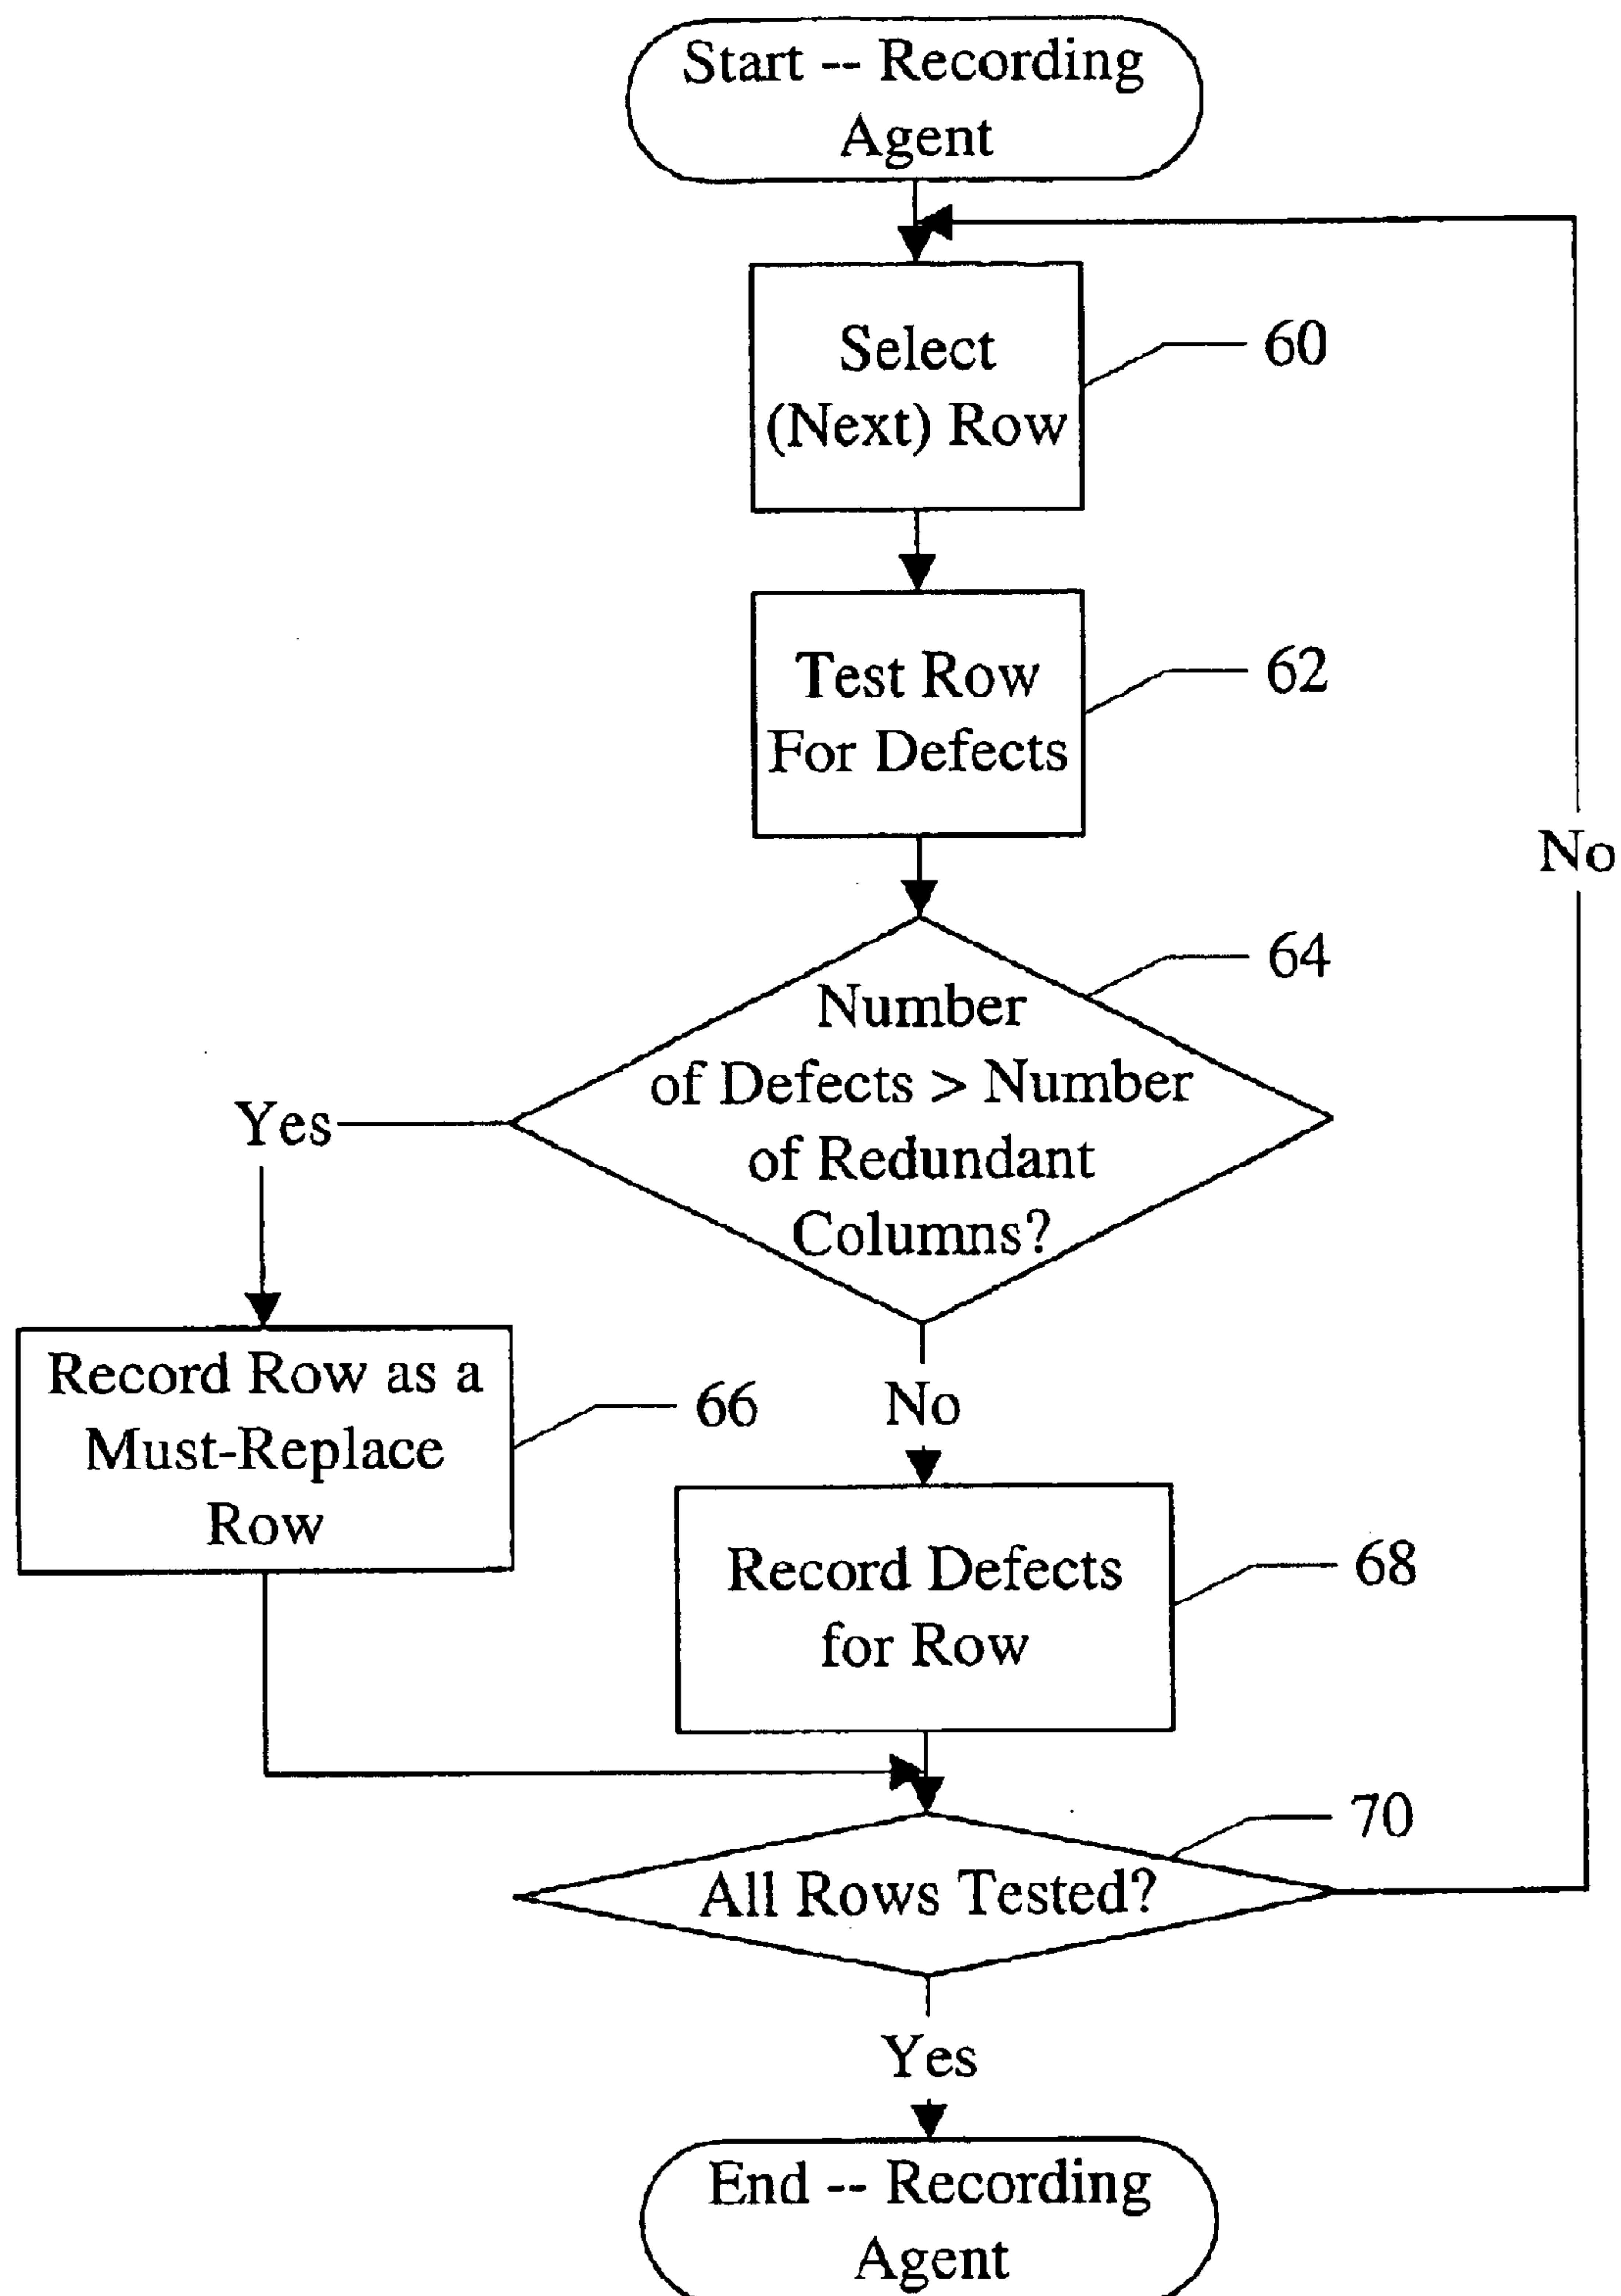 Start -- Recording
Agent
Select
(Next) Row
60
Test Row
For Defects
62
No
64
Number
of Defects > Number
of Redundant
Columns?
Yes
Record Row as a
Must-Replace
Row
66
No
Record Defects
for Row
68
70
All Rows Tested?
Yes
End -- Recording
Agent